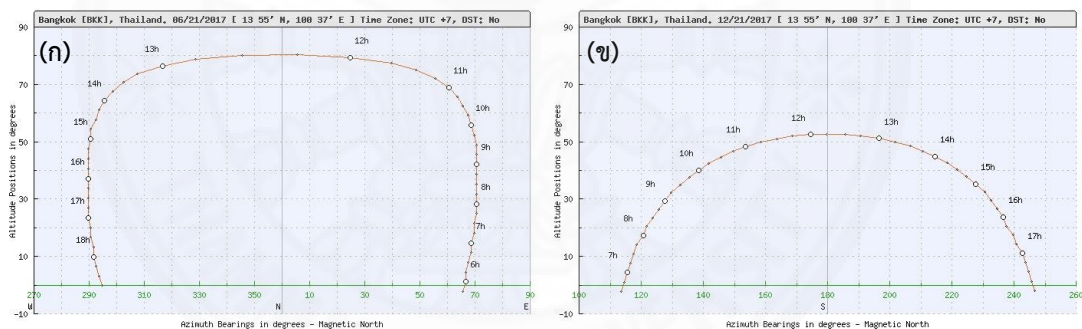 Bangkok [BKK], Thailand. 06/21/2017 [ 13 55' N, 100 37' E ] Time Zone: UTC +7, DST: No
(ก)
Altitude Positions in degrees
90
70
50
30
10
-10
13h
12h
14h
11h
15h
10h
16h
9h
17h
8h
18h
7h
6h
270 290 310 330 350 10 30 50 70 90
W N E
Azimuth Bearings in degrees - Magnetic North
Bangkok [BKK], Thailand. 12/21/2017 [ 13 55' N, 100 37' E ] Time Zone: UTC +7, DST: No
(ข)
Altitude Positions in degrees
90
70
50
30
10
-10
7h
8h
9h
10h
11h
12h
13h
14h
15h
16h
17h
100 120 140 160 180 200 220 240 260
S
Azimuth Bearings in degrees - Magnetic North